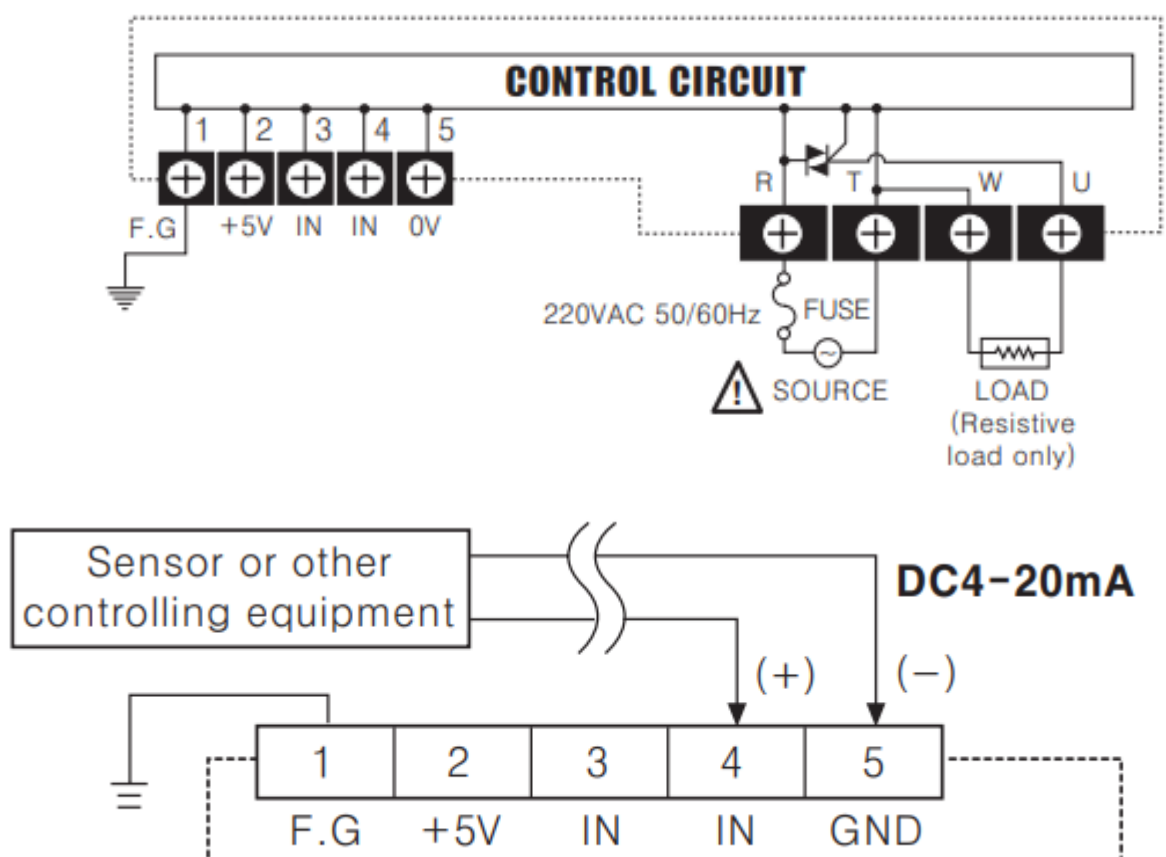 CONTROL CIRCUIT
1 2 3 4 5
F.G +5V IN IN 0V
R T W U
220VAC 50/60Hz FUSE
! SOURCE LOAD
(Resistive
load only)
Sensor or other
controlling equipment
DC4-20mA
(+) (-)
1 2 3 4 5
F.G +5V IN IN GND